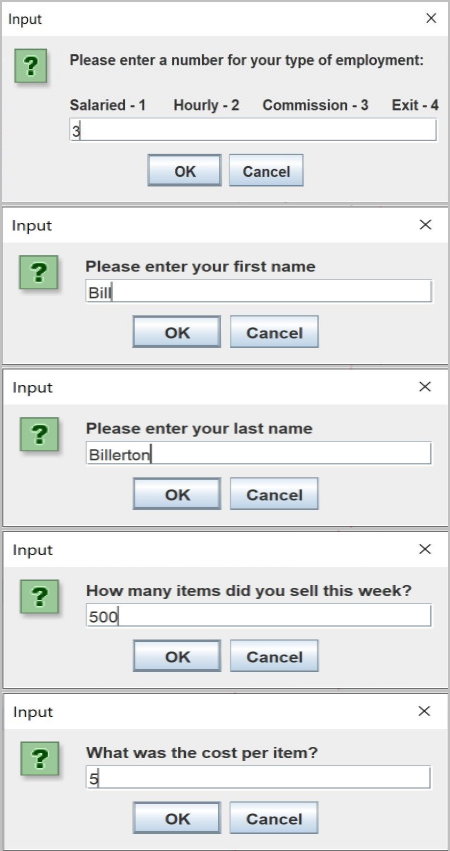 Input
Please enter a number for your type of employment:
Salaried - 1 Hourly - 2 Commission - 3 Exit - 4
3
OK Cancel
Input
Please enter your first name
Bill
OK Cancel
Input
Please enter your last name
Billerton
OK Cancel
Input
How many items did you sell this week?
500
OK Cancel
Input
What was the cost per item?
5
OK Cancel